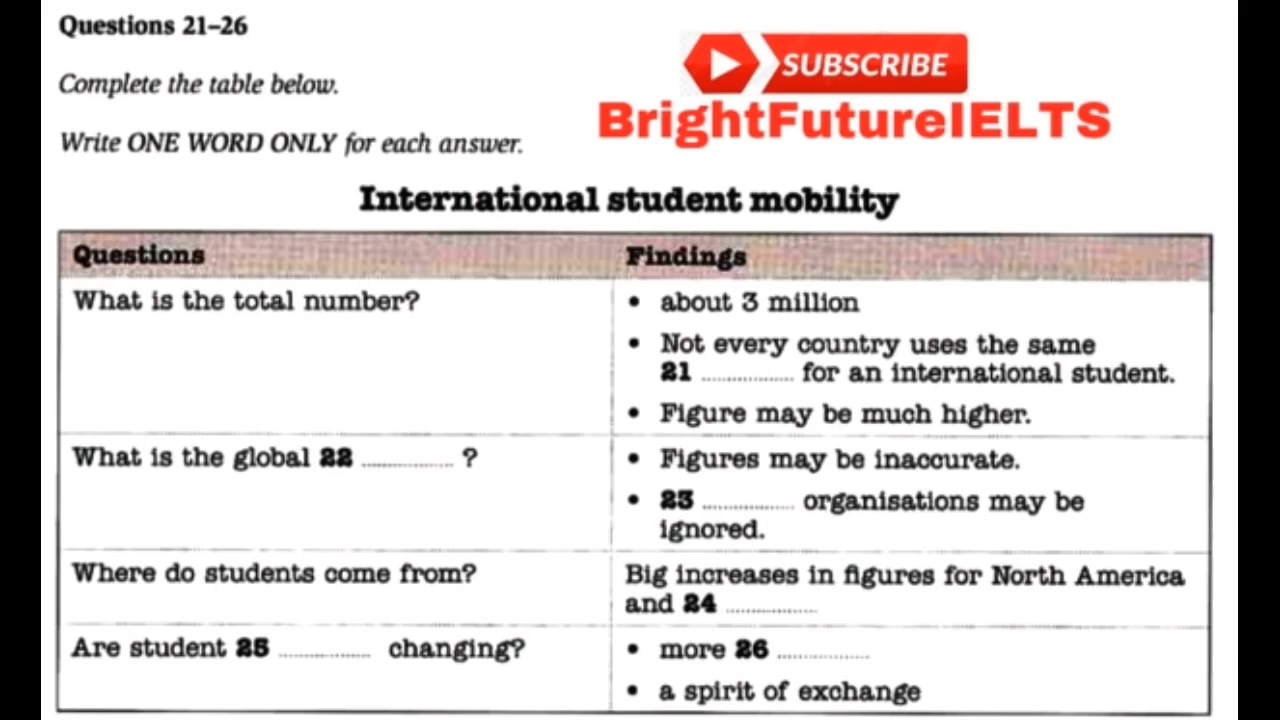 Questions 21–26
Complete the table below.
Write ONE WORD ONLY for each answer.
SUBSCRIBE
BrightFutureIELTS
International student mobility
Questions
Findings
What is the total number?
• about 3 million
• Not every country uses the same
21 .................. for an international student.
• Figure may be much higher.
What is the global 22 .................. ?
• Figures may be inaccurate.
• 23 .................. organisations may be
ignored.
Where do students come from?
Big increases in figures for North America
and 24 ..................
Are student 25 .................. changing?
• more 26 ..................
• a spirit of exchange